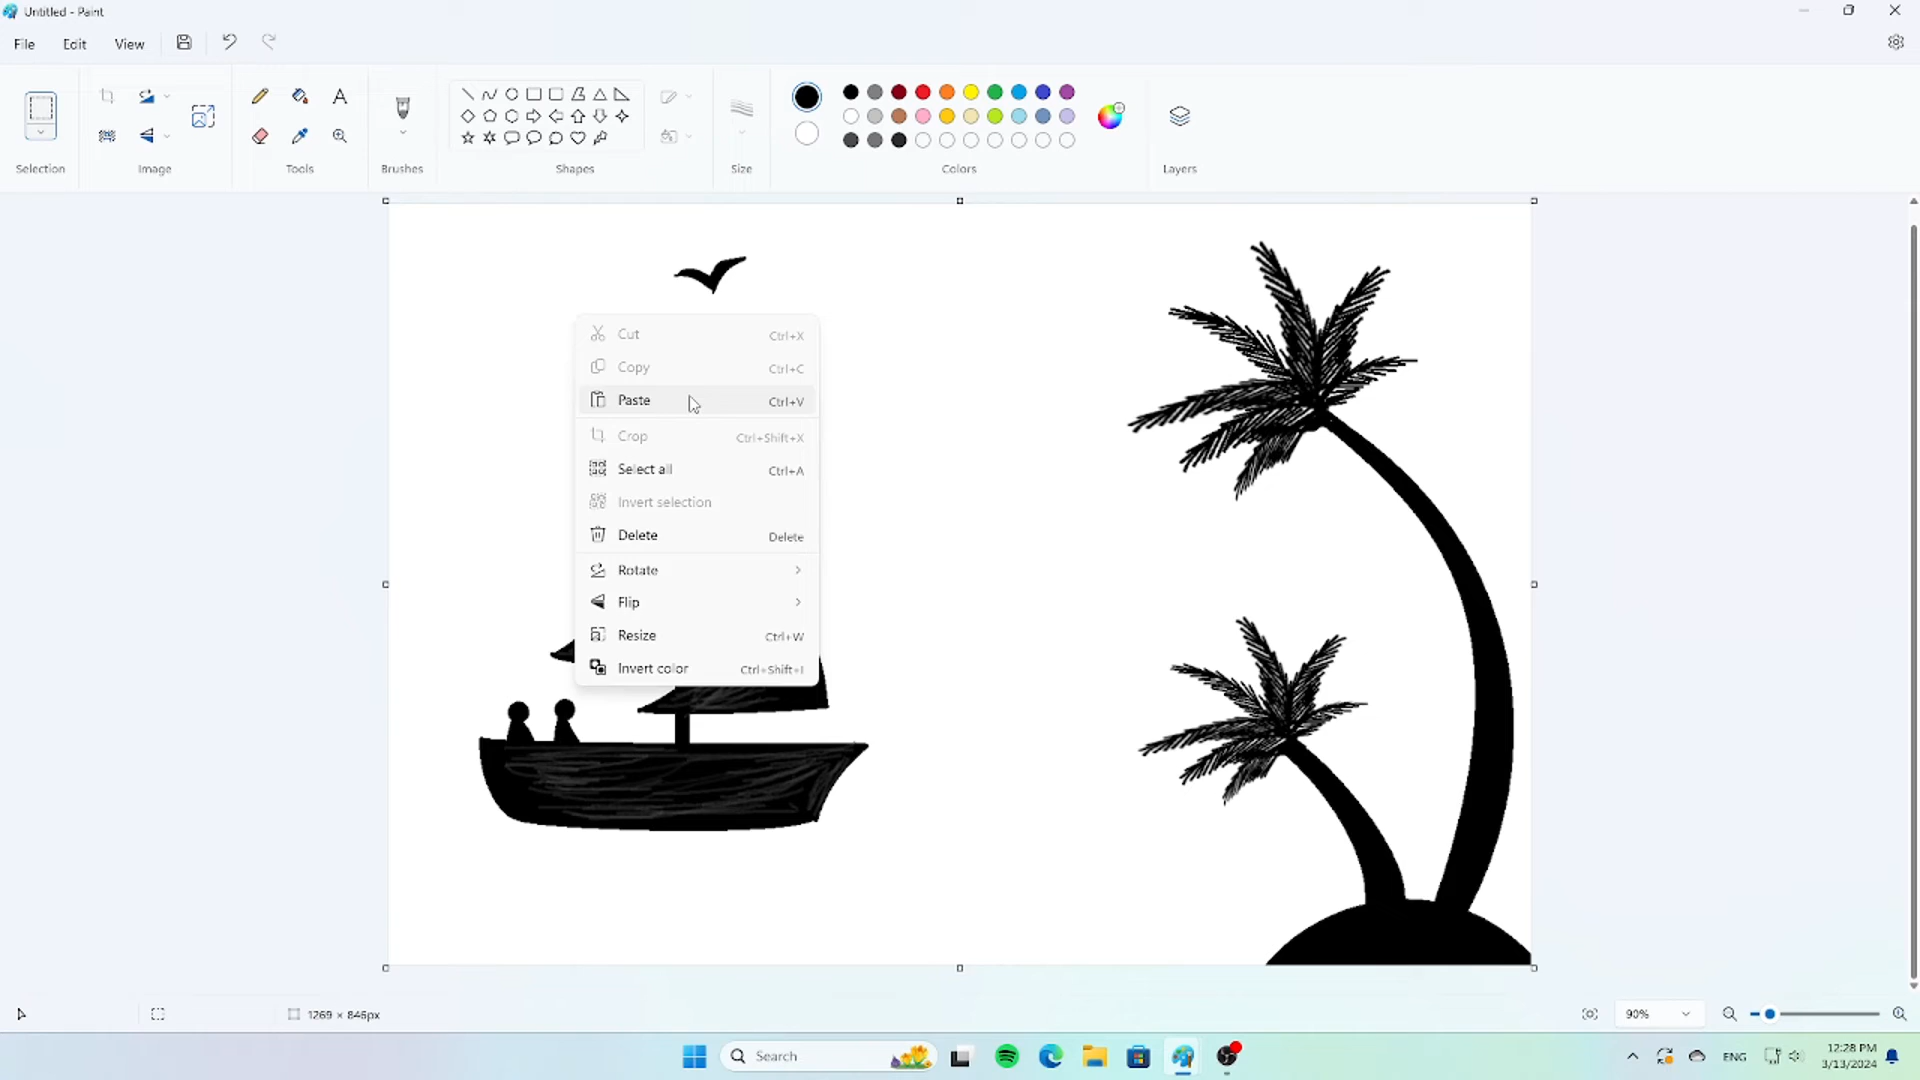 Untitled - Paint
File Edit View
Selection Image Tools Brushes Shapes Size Colors Layers
Cut Ctrl+X
Copy Ctrl+C
Paste Ctrl+V
Crop Ctrl+Shift+X
Select all Ctrl+A
Invert selection
Delete Delete
Rotate
Flip
Resize Ctrl+W
Invert color Ctrl+Shift+I
1269 × 846px
90%
Search
ENG
12:28 PM
3/13/2024